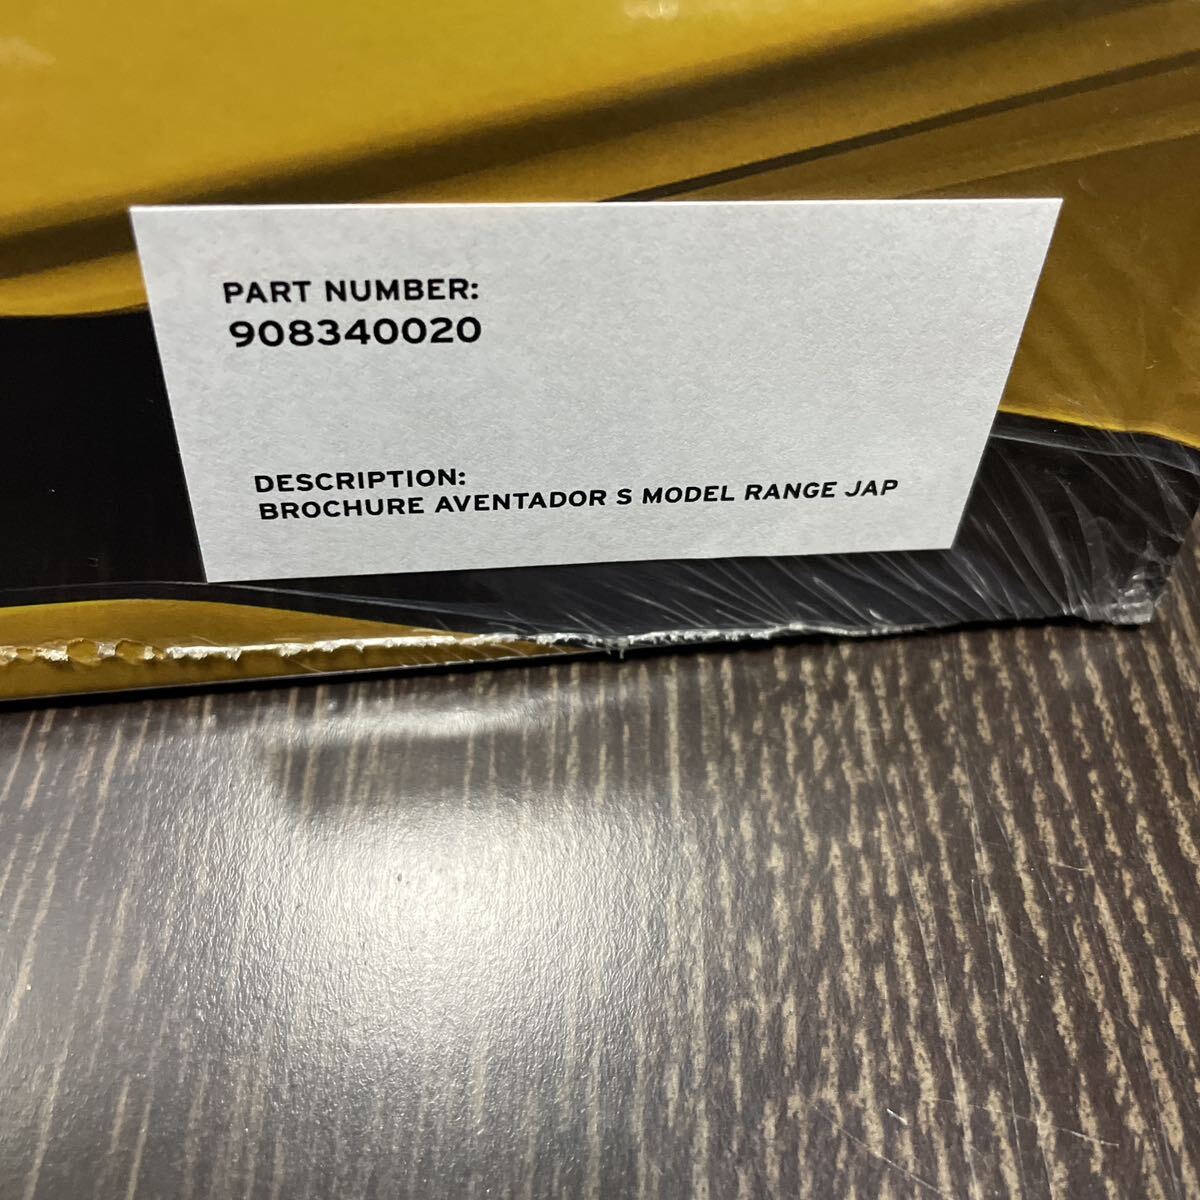 PART NUMBER:
908340020
DESCRIPTION:
BROCHURE AVENTADOR S MODEL RANGE JAP